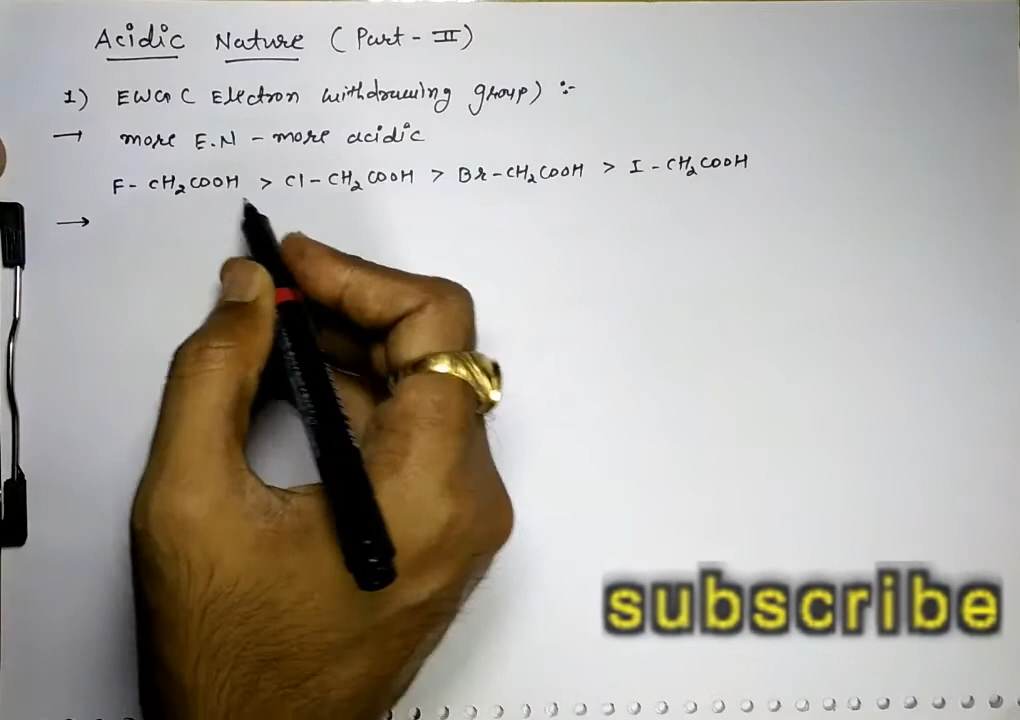 Acidic Nature (Part - II)
1) EWG ( Electron withdrawing group) :-
→ more E.N - more acidic
F - CH₂COOH > Cl - CH₂COOH > Br - CH₂COOH > I - CH₂COOH
→
subscribe